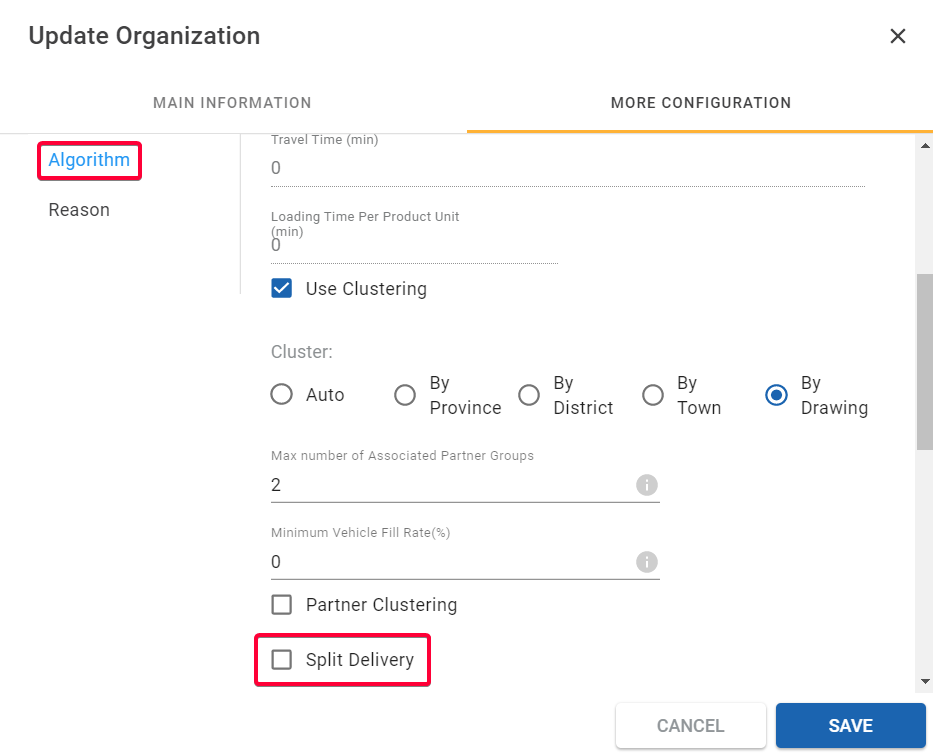 Update Organization
MAIN INFORMATION
MORE CONFIGURATION
Algorithm
Reason
Travel Time (min)
0
Loading Time Per Product Unit
(min)
0
Use Clustering
Cluster:
Auto
By
Province
By
District
By
Town
By
Drawing
Max number of Associated Partner Groups
2
Minimum Vehicle Fill Rate(%)
0
Partner Clustering
Split Delivery
CANCEL
SAVE